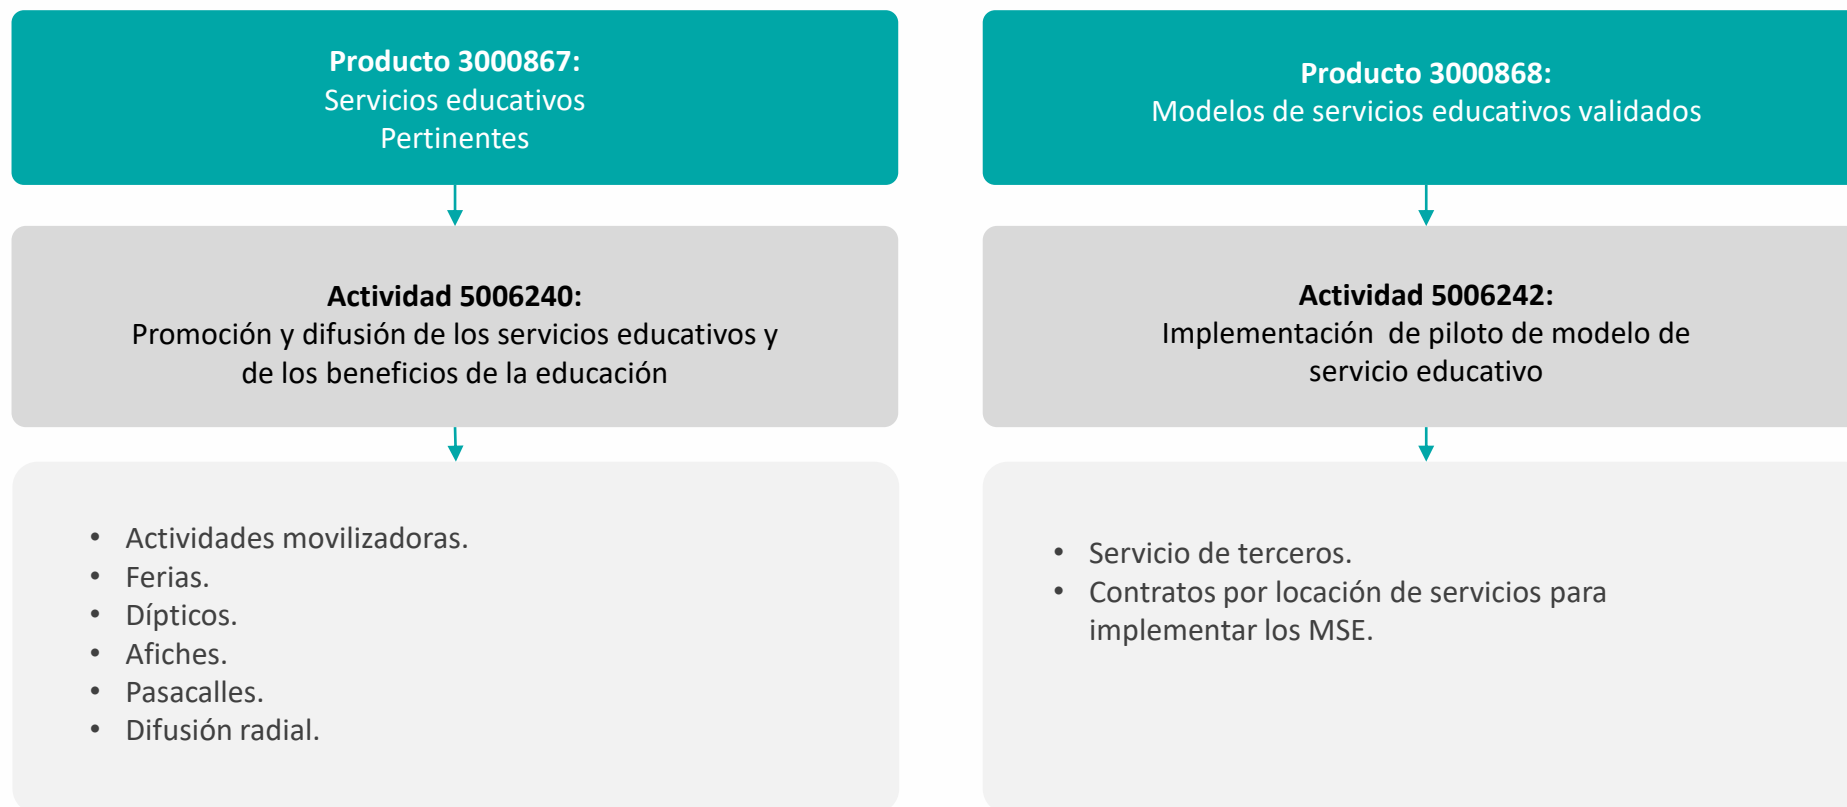 Producto 3000867:
Servicios educativos
Pertinentes
Actividad 5006240:
Promoción y difusión de los servicios educativos y
de los beneficios de la educación
• Actividades movilizadoras.
• Ferias.
• Dípticos.
• Afiches.
• Pasacalles.
• Difusión radial.
Producto 3000868:
Modelos de servicios educativos validados
Actividad 5006242:
Implementación  de piloto de modelo de
servicio educativo
• Servicio de terceros.
• Contratos por locación de servicios para
implementar los MSE.